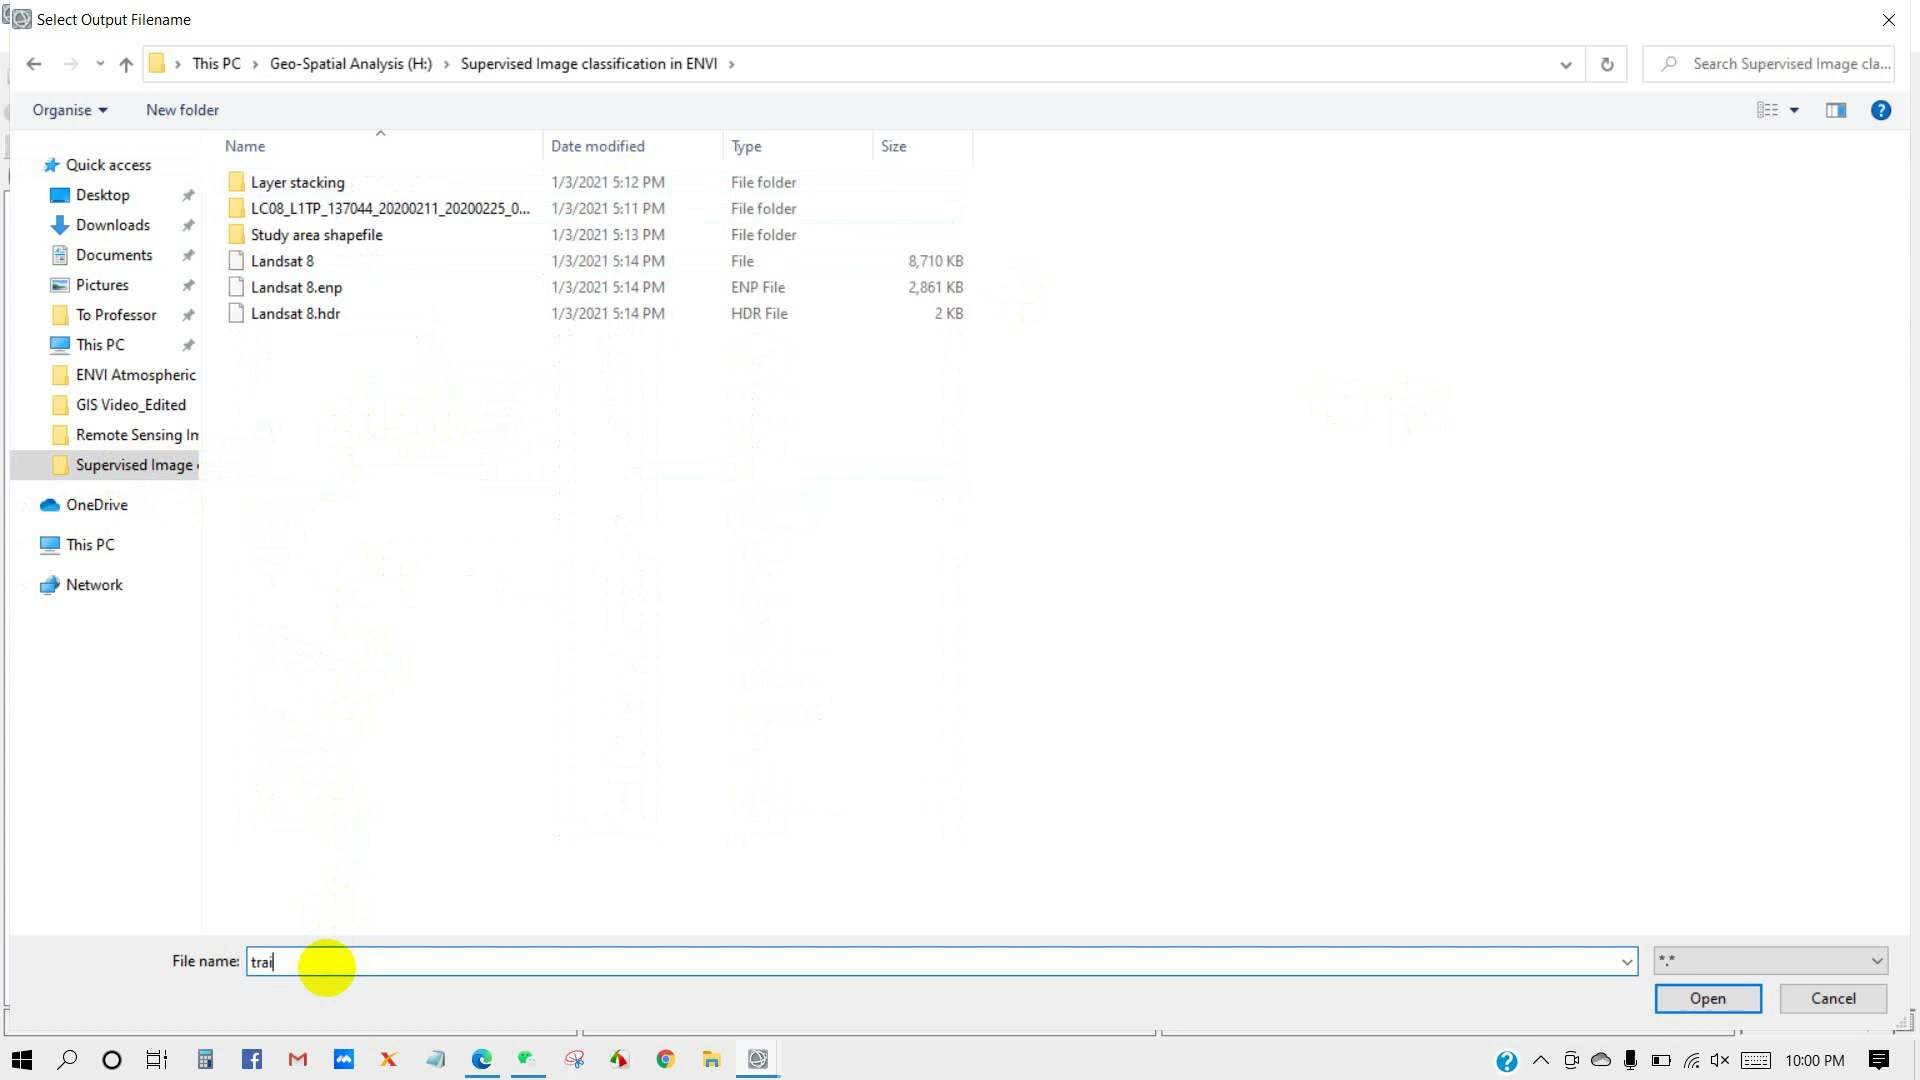 Select Output Filename
This PC > Geo-Spatial Analysis (H:) > Supervised Image classification in ENVI >
Search Supervised Image cla...
Organise
New folder
Name
Date modified
Type
Size
Quick access
Desktop
Downloads
Documents
Pictures
To Professor
This PC
ENVI Atmospheric
GIS Video_Edited
Remote Sensing Im
Supervised Image
OneDrive
This PC
Network
Layer stacking 1/3/2021 5:12 PM File folder
LC08_L1TP_137044_20200211_20200225_0... 1/3/2021 5:11 PM File folder
Study area shapefile 1/3/2021 5:13 PM File folder
Landsat 8 1/3/2021 5:14 PM File 8,710 KB
Landsat 8.enp 1/3/2021 5:14 PM ENP File 2,861 KB
Landsat 8.hdr 1/3/2021 5:14 PM HDR File 2 KB
File name: trai
*.*
Open
Cancel
10:00 PM